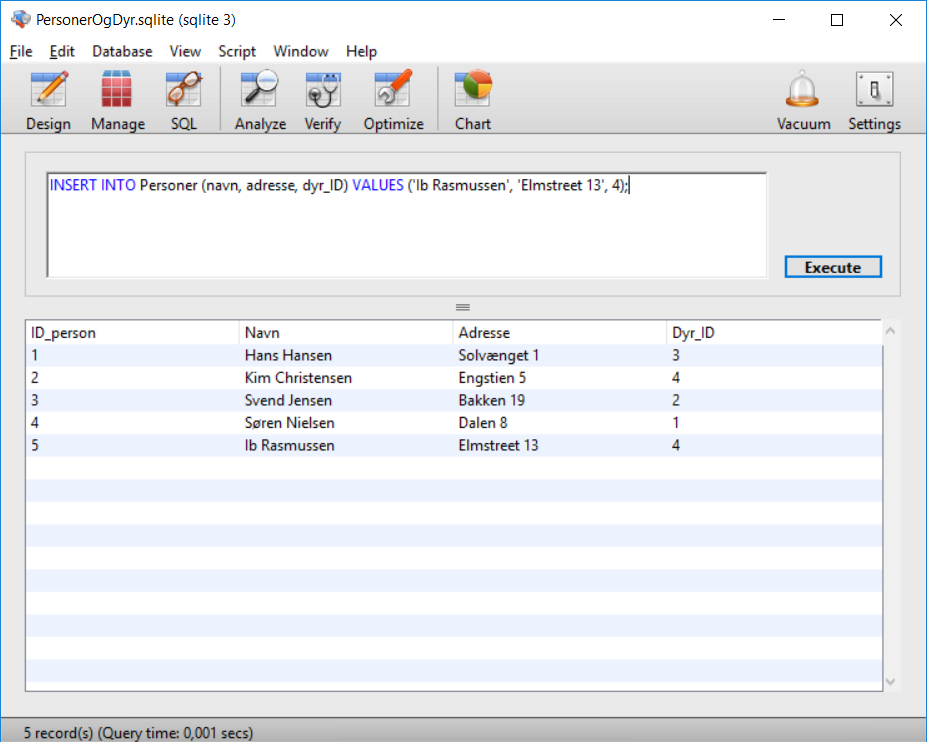 PersonerOgDyr.sqlite (sqlite 3)
File Edit Database View Script Window Help
Design Manage SQL Analyze Verify Optimize Chart Vacuum Settings
INSERT INTO Personer (navn, adresse, dyr_ID) VALUES ('Ib Rasmussen', 'Elmstreet 13', 4);
Execute
ID_person Navn Adresse Dyr_ID
1 Hans Hansen Solvænget 1 3
2 Kim Christensen Engstien 5 4
3 Svend Jensen Bakken 19 2
4 Søren Nielsen Dalen 8 1
5 Ib Rasmussen Elmstreet 13 4
5 record(s) (Query time: 0,001 secs)